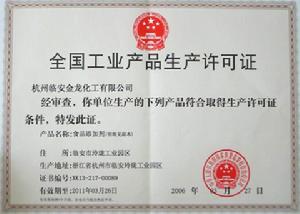 全国工业产品生产许可证
杭州临安金龙化工有限公司
经审查，你单位生产的下列产品符合取得生产许可证
条件，特发此证。
产品名称:食品添加剂
住 所: 临安市玲珑工业园区
生产地址:浙江省杭州市临安玲珑工业园区
证书编号:XK13-217-00089
有效期至:2011年03月26日
2006 27日